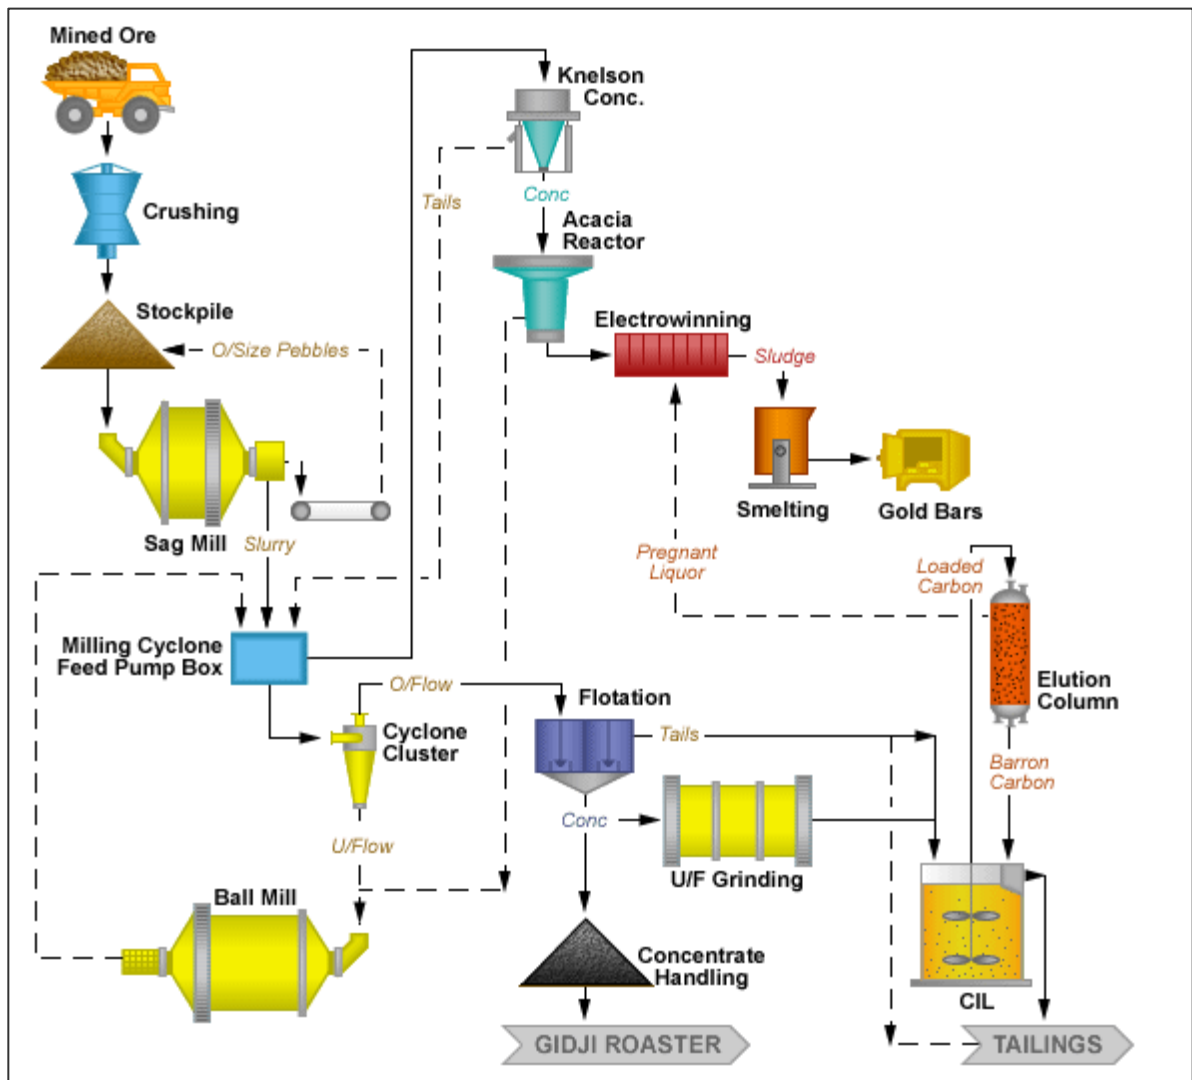 Mined Ore
Knelson
Conc.
Tails
Conc
Crushing
Acacia
Reactor
Stockpile
O/Size Pebbles
Electrowinning
Sludge
Sag Mill
Slurry
Smelting
Gold Bars
Pregnant
Liquor
Loaded
Carbon
Milling Cyclone
Feed Pump Box
O/Flow
Flotation
Elution
Column
Cyclone
Cluster
Tails
Barron
Carbon
Conc
U/Flow
U/F Grinding
Ball Mill
Concentrate
Handling
CIL
GIDJI ROASTER
TAILINGS